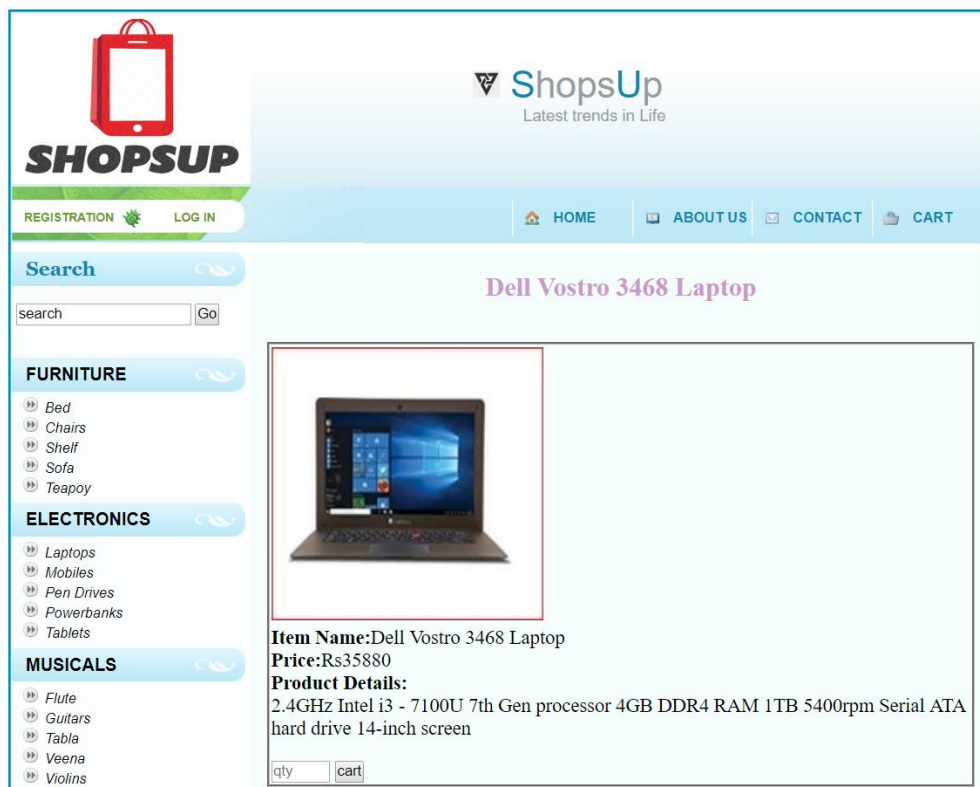 SHOPSUP
ShopsUp
Latest trends in Life
REGISTRATION LOG IN
HOME ABOUT US CONTACT CART
Search
search Go
FURNITURE
Bed
Chairs
Shelf
Sofa
Teapoy
ELECTRONICS
Laptops
Mobiles
Pen Drives
Powerbanks
Tablets
MUSICALS
Flute
Guitars
Tabla
Veena
Violins
Dell Vostro 3468 Laptop
Item Name:Dell Vostro 3468 Laptop
Price:Rs35880
Product Details:
2.4GHz Intel i3 - 7100U 7th Gen processor 4GB DDR4 RAM 1TB 5400rpm Serial ATA
hard drive 14-inch screen
qty cart